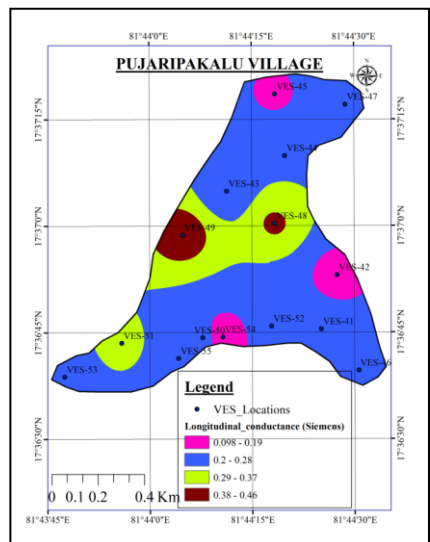 81°44'0"E 81°44'15"E 81°44'30"E
PUJARIPAKALU VILLAGE
N
W E
S
VES-45
VES-47
17°37'15"N 17°37'15"N
VES-44
VES-43
VES-48
17°37'0"N 17°37'0"N
VES-49
VES-42
VES-52
VES-41
17°36'45"N 17°36'45"N
VES-50 VES-54
VES-51
VES-55
VES-46
VES-53
Legend
VES_Locations
Longitudinal_conductance (Siemens)
0.098 - 0.19
0.2 - 0.28
0.29 - 0.37
0.38 - 0.46
17°36'30"N 17°36'30"N
0 0.1 0.2 0.4 Km
81°43'45"E 81°44'0"E 81°44'15"E 81°44'30"E